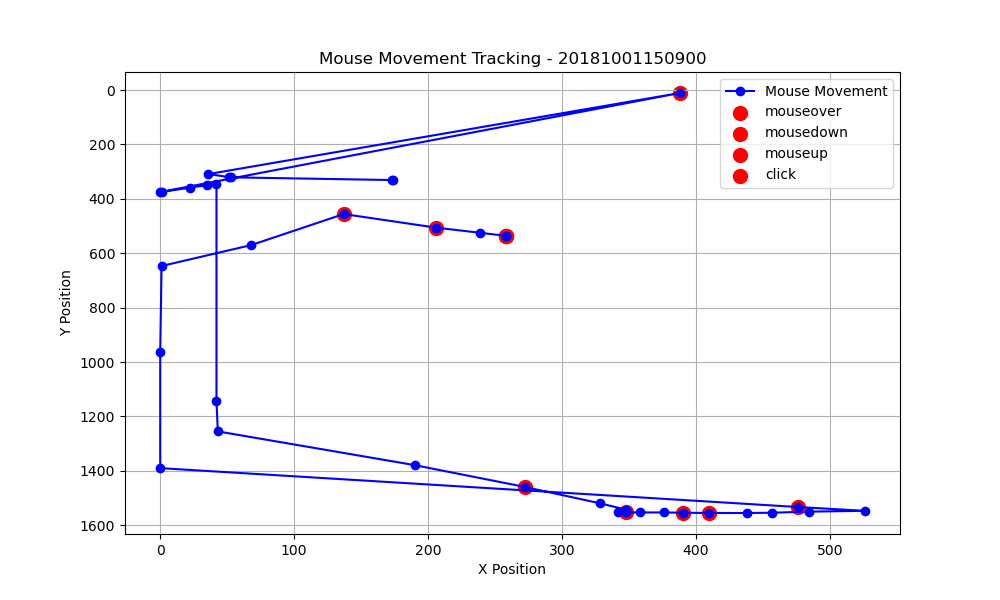 Mouse Movement Tracking - 20181001150900
Mouse Movement
mouseover
mousedown
mouseup
click
Y Position
0
200
400
600
800
1000
1200
1400
1600
0 100 200 300 400 500
X Position